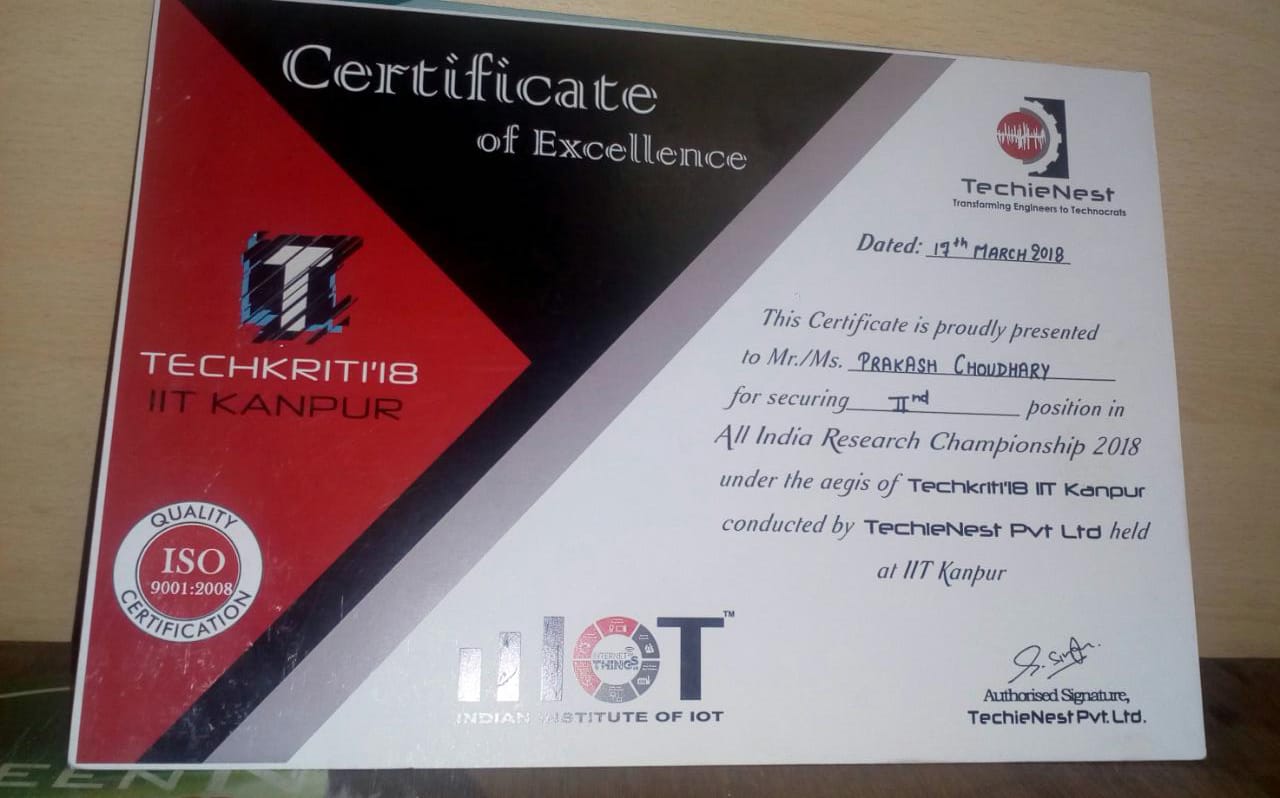 Certificate
of Excellence
TechieNest
Transforming Engineers to Technocrats
Dated: 17th MARCH 2018
This Certificate is proudly presented
to Mr./Ms. PRAKASH CHOUDHARY
for securing IInd position in
All India Research Championship 2018
under the aegis of Techkriti'18 IIT Kanpur
conducted by TechieNest Pvt Ltd held
at IIT Kanpur
T
TECHKRITI'18
IIT KANPUR
QUALITY
ISO
9001:2008
CERTIFICATION
IIOT™
INTERNET OF
THINGS
INDIAN INSTITUTE OF IOT
S. Singh
Authorised Signature,
TechieNest Pvt. Ltd.